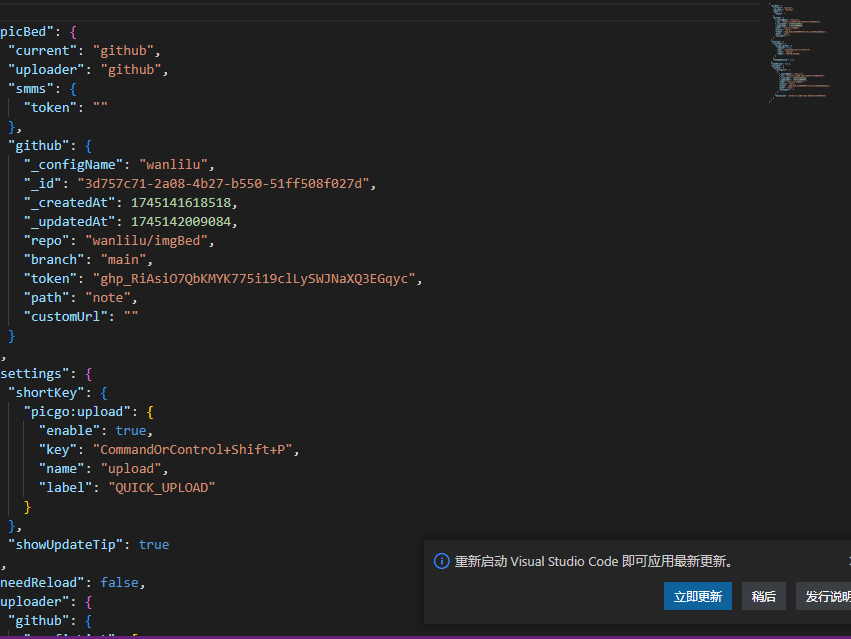 picBed": {
"current": "github",
"uploader": "github",
"smms": {
"token": ""
},
"github": {
"_configName": "wanlilu",
"_id": "3d757c71-2a08-4b27-b550-51ff508f027d",
"_createdAt": 1745141618518,
"_updatedAt": 1745142009084,
"repo": "wanlilu/imgBed",
"branch": "main",
"token": "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",
"path": "note",
"customUrl": ""
}
,
settings": {
"shortKey": {
"picgo:upload": {
"enable": true,
"key": "CommandOrControl+Shift+P",
"name": "upload",
"label": "QUICK_UPLOAD"
}
},
"showUpdateTip": true
,
needReload": false,
uploader": {
"github": {
重新启动 Visual Studio Code 即可应用最新更新。
立即更新 稍后 发行说明